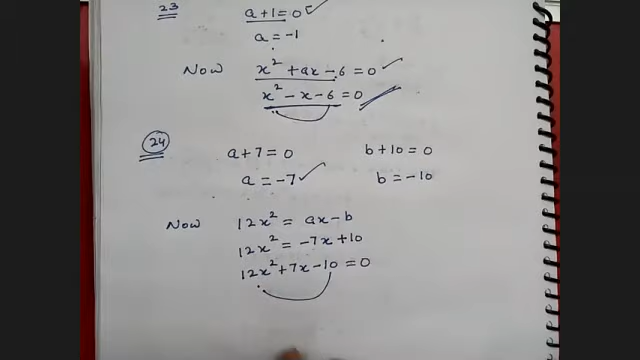 23 a + 1 = 0
a = -1
Now x² + ax - 6 = 0
x² - x - 6 = 0
24 a + 7 = 0 b + 10 = 0
a = -7 b = -10
Now 12x² = ax - b
12x² = -7x + 10
12x² + 7x - 10 = 0